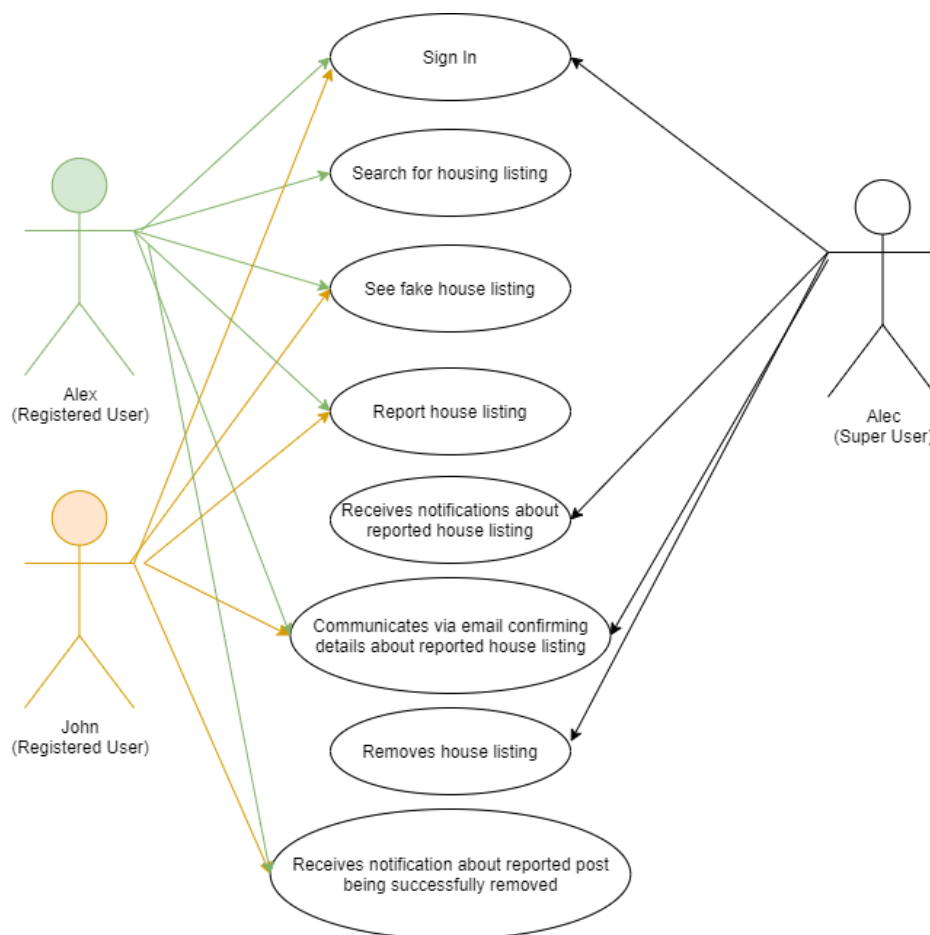 Sign In
Search for housing listing
See fake house listing
Alex
(Registered User)
Report house listing
Alec
(Super User)
Receives notifications about
reported house listing
Communicates via email confirming
details about reported house listing
John
(Registered User)
Removes house listing
Receives notification about reported post
being successfully removed